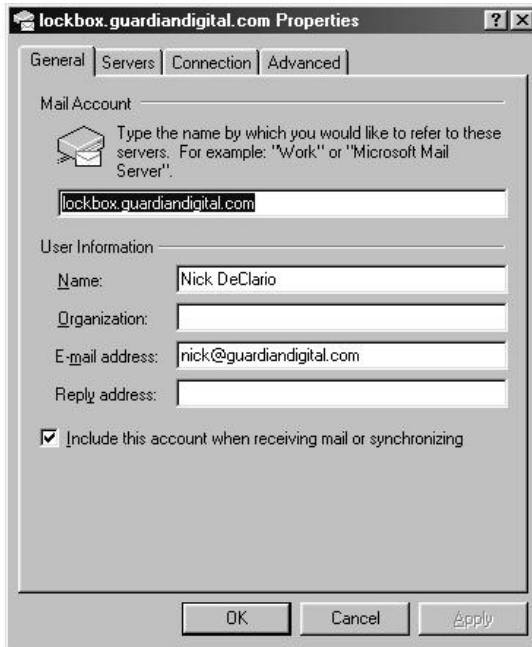 lockbox.guardiandigital.com Properties
General Servers Connection Advanced
Mail Account
Type the name by which you would like to refer to these
servers. For example: "Work" or "Microsoft Mail
Server".
lockbox.guardiandigital.com
User Information
Name: Nick DeClario
Organization:
E-mail address: nick@guardiandigital.com
Reply address:
Include this account when receiving mail or synchronizing
OK Cancel Apply